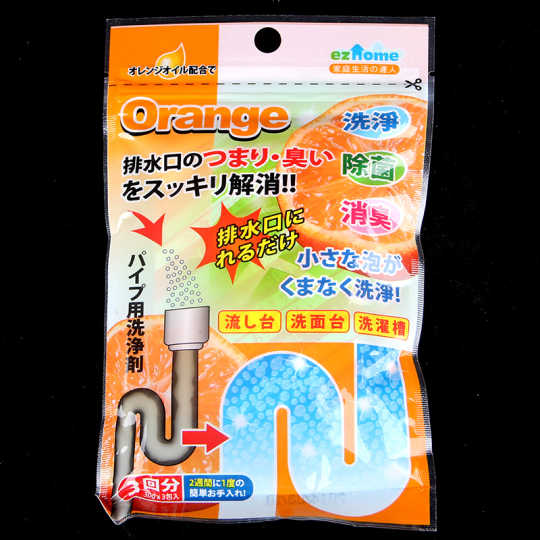 オレンジオイル配合で
ezHome
家庭生活の達人
Orange
洗浄
排水口のつまり・臭い
をスッキリ解消!!
除菌
消臭
排水口に
れるだけ
小さな泡が
くまなく洗浄!
パイプ用洗浄剤
流し台
洗面台
洗濯槽
3回分
30g×3包入
2週間に1度の
簡単お手入れ!